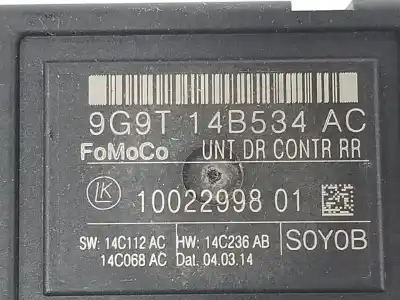 9G9T 14B534 AC
FoMoCo UNT DR CONTR RR
LK 10022998 01
SW: 14C112 AC HW: 14C236 AB S0Y0B
14C068 AC Dat. 04.03.14